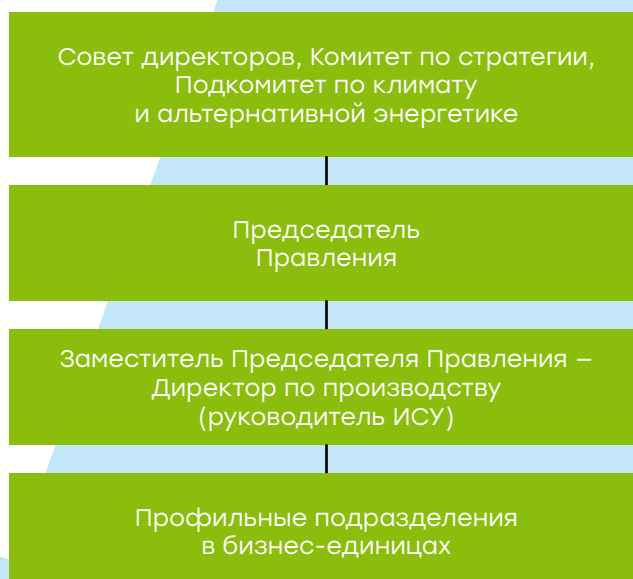 Совет директоров, Комитет по стратегии,
Подкомитет по климату
и альтернативной энергетике
Председатель
Правления
Заместитель Председателя Правления —
Директор по производству
(руководитель ИСУ)
Профильные подразделения
в бизнес-единицах